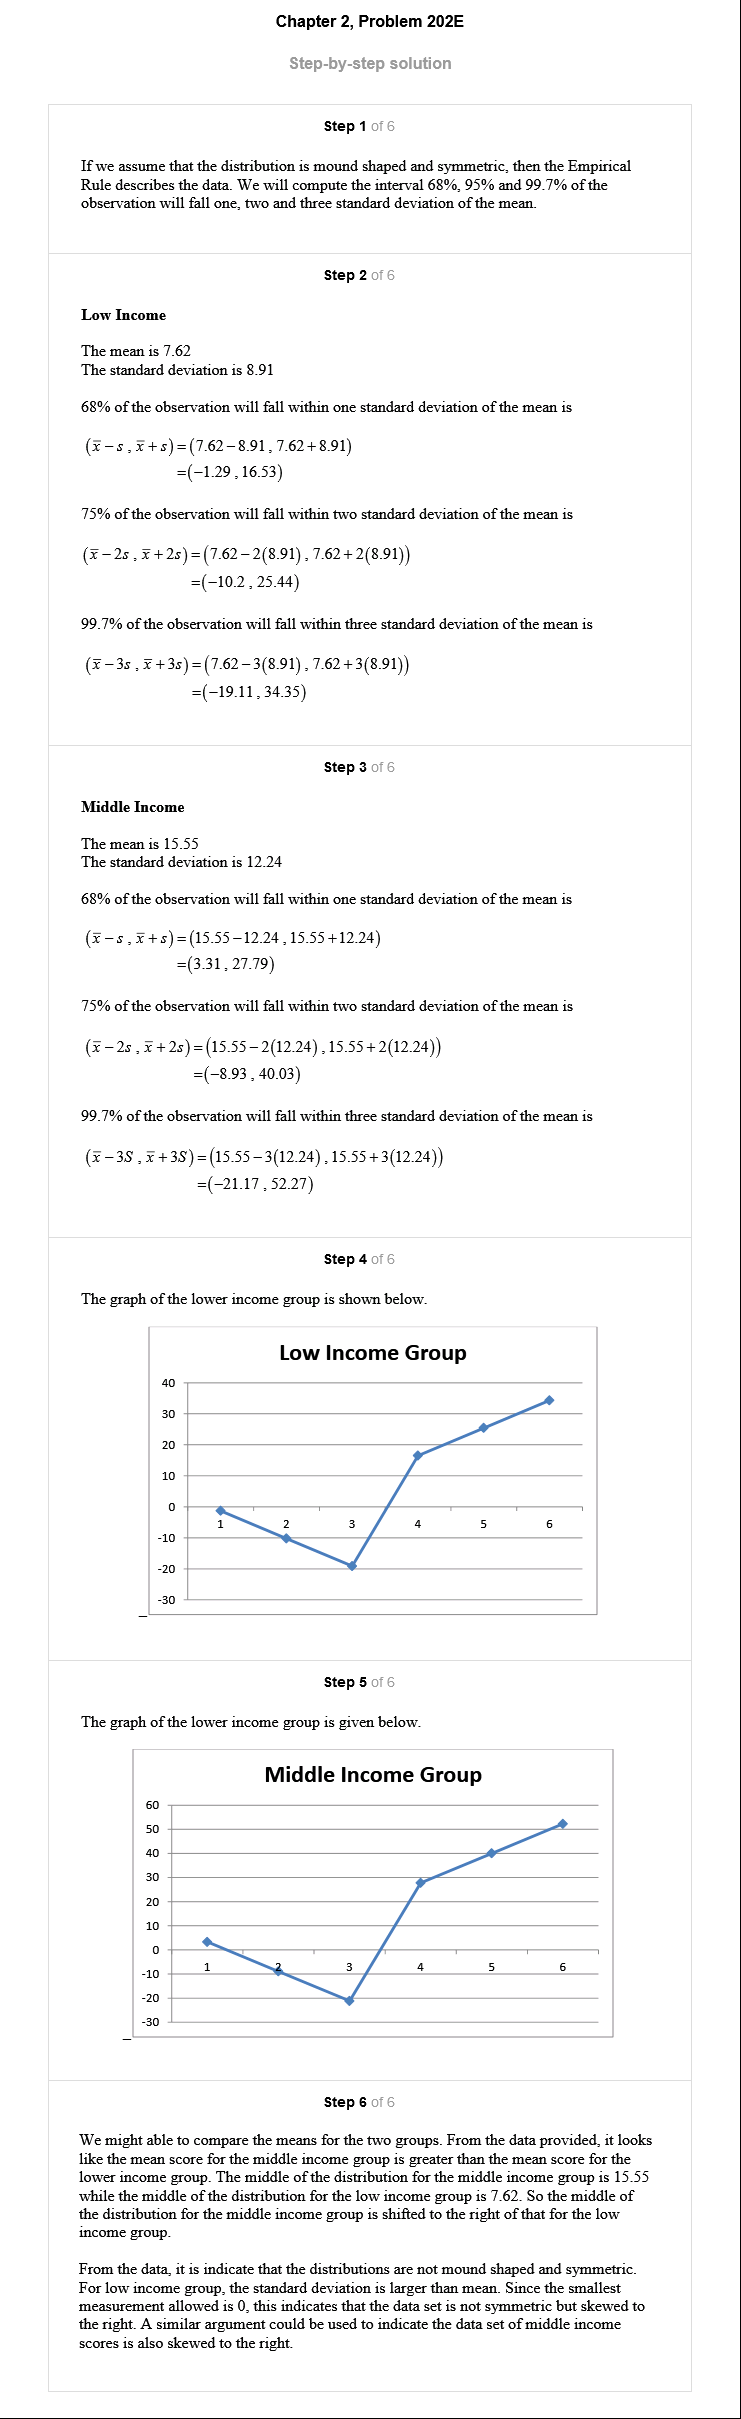 Chapter 2, Problem 202E
Step-by-step solution
Step 1 of 6
If we assume that the distribution is mound shaped and symmetric, then the Empirical
Rule describes the data. We will compute the interval 68%, 95% and 99.7% of the
observation will fall one, two and three standard deviation of the mean.
Step 2 of 6
Low Income
The mean is 7.62
The standard deviation is 8.91
68% of the observation will fall within one standard deviation of the mean is
(x̅ − s , x̅ + s) = (7.62 − 8.91 , 7.62 + 8.91)
=(−1.29 , 16.53)
75% of the observation will fall within two standard deviation of the mean is
(x̅ − 2s , x̅ + 2s) = (7.62 − 2(8.91) , 7.62 + 2(8.91))
=(−10.2 , 25.44)
99.7% of the observation will fall within three standard deviation of the mean is
(x̅ − 3s , x̅ + 3s) = (7.62 − 3(8.91) , 7.62 + 3(8.91))
=(−19.11 , 34.35)
Step 3 of 6
Middle Income
The mean is 15.55
The standard deviation is 12.24
68% of the observation will fall within one standard deviation of the mean is
(x̅ − s , x̅ + s) = (15.55 − 12.24 , 15.55 + 12.24)
=(3.31 , 27.79)
75% of the observation will fall within two standard deviation of the mean is
(x̅ − 2s , x̅ + 2s) = (15.55 − 2(12.24) , 15.55 + 2(12.24))
=(−8.93 , 40.03)
99.7% of the observation will fall within three standard deviation of the mean is
(x̅ − 3S , x̅ + 3S) = (15.55 − 3(12.24) , 15.55 + 3(12.24))
=(−21.17 , 52.27)
Step 4 of 6
The graph of the lower income group is shown below.
Low Income Group
40
30
20
10
0
1 2 3 4 5 6
-10
-20
-30
Step 5 of 6
The graph of the lower income group is given below.
Middle Income Group
60
50
40
30
20
10
0
1 2 3 4 5 6
-10
-20
-30
Step 6 of 6
We might able to compare the means for the two groups. From the data provided, it looks
like the mean score for the middle income group is greater than the mean score for the
lower income group. The middle of the distribution for the middle income group is 15.55
while the middle of the distribution for the low income group is 7.62. So the middle of
the distribution for the middle income group is shifted to the right of that for the low
income group.
From the data, it is indicate that the distributions are not mound shaped and symmetric.
For low income group, the standard deviation is larger than mean. Since the smallest
measurement allowed is 0, this indicates that the data set is not symmetric but skewed to
the right. A similar argument could be used to indicate the data set of middle income
scores is also skewed to the right.